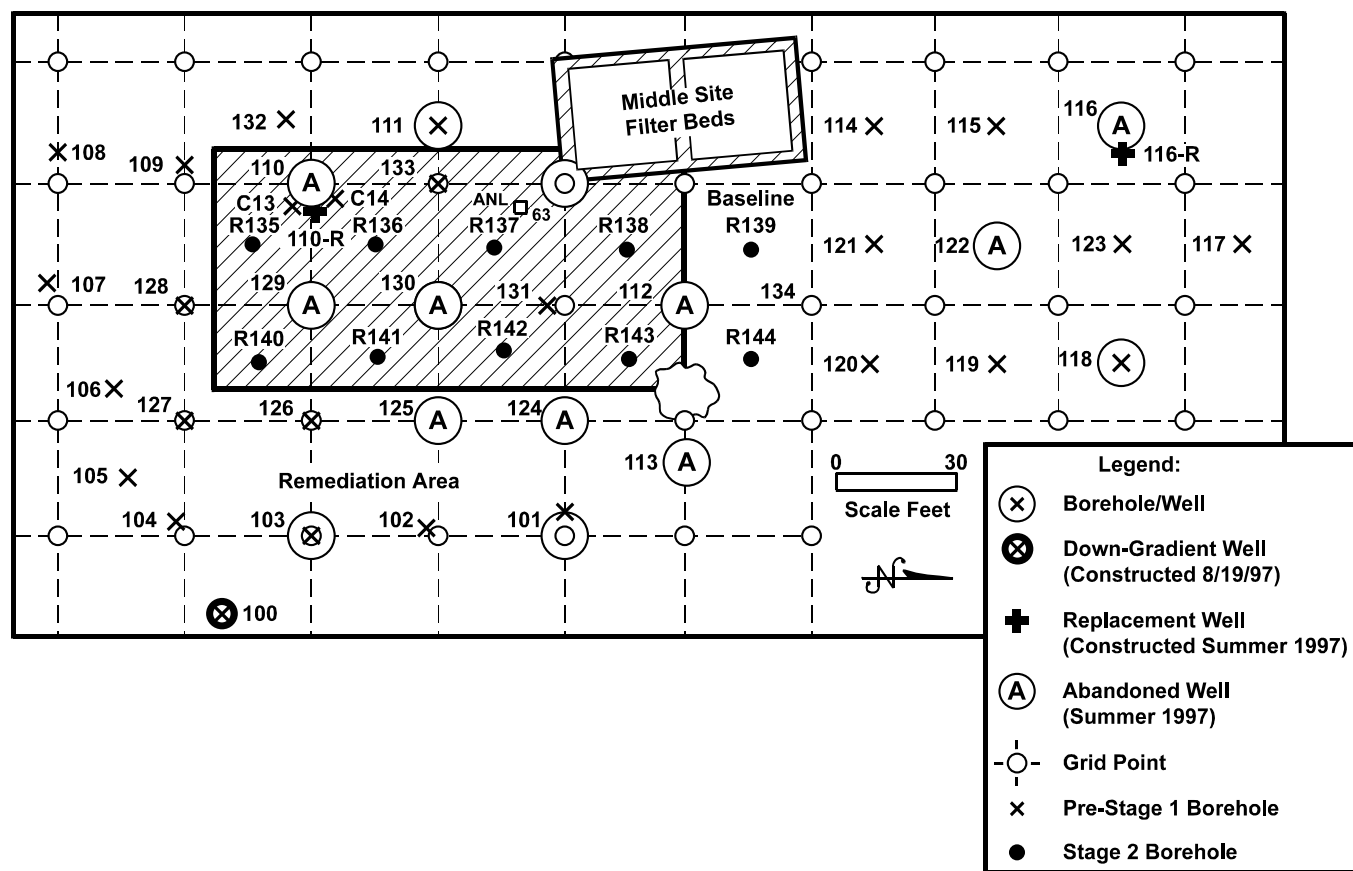 Middle Site
Filter Beds
132
111
114
115
116
108
109
116-R
110
133
C13
C14
ANL
63
Baseline
R135
R136
R137
R138
R139
110-R
121
122
123
117
107
128
129
130
131
112
134
R140
R141
R142
R143
R144
120
119
118
106
127
126
125
124
113
105
Remediation Area
0 30
Scale Feet
104
103
102
101
N
100
A
A
A
A
A
A
A
A
A
Legend:
Borehole/Well
Down-Gradient Well
(Constructed 8/19/97)
Replacement Well
(Constructed Summer 1997)
A
Abandoned Well
(Summer 1997)
Grid Point
Pre-Stage 1 Borehole
Stage 2 Borehole